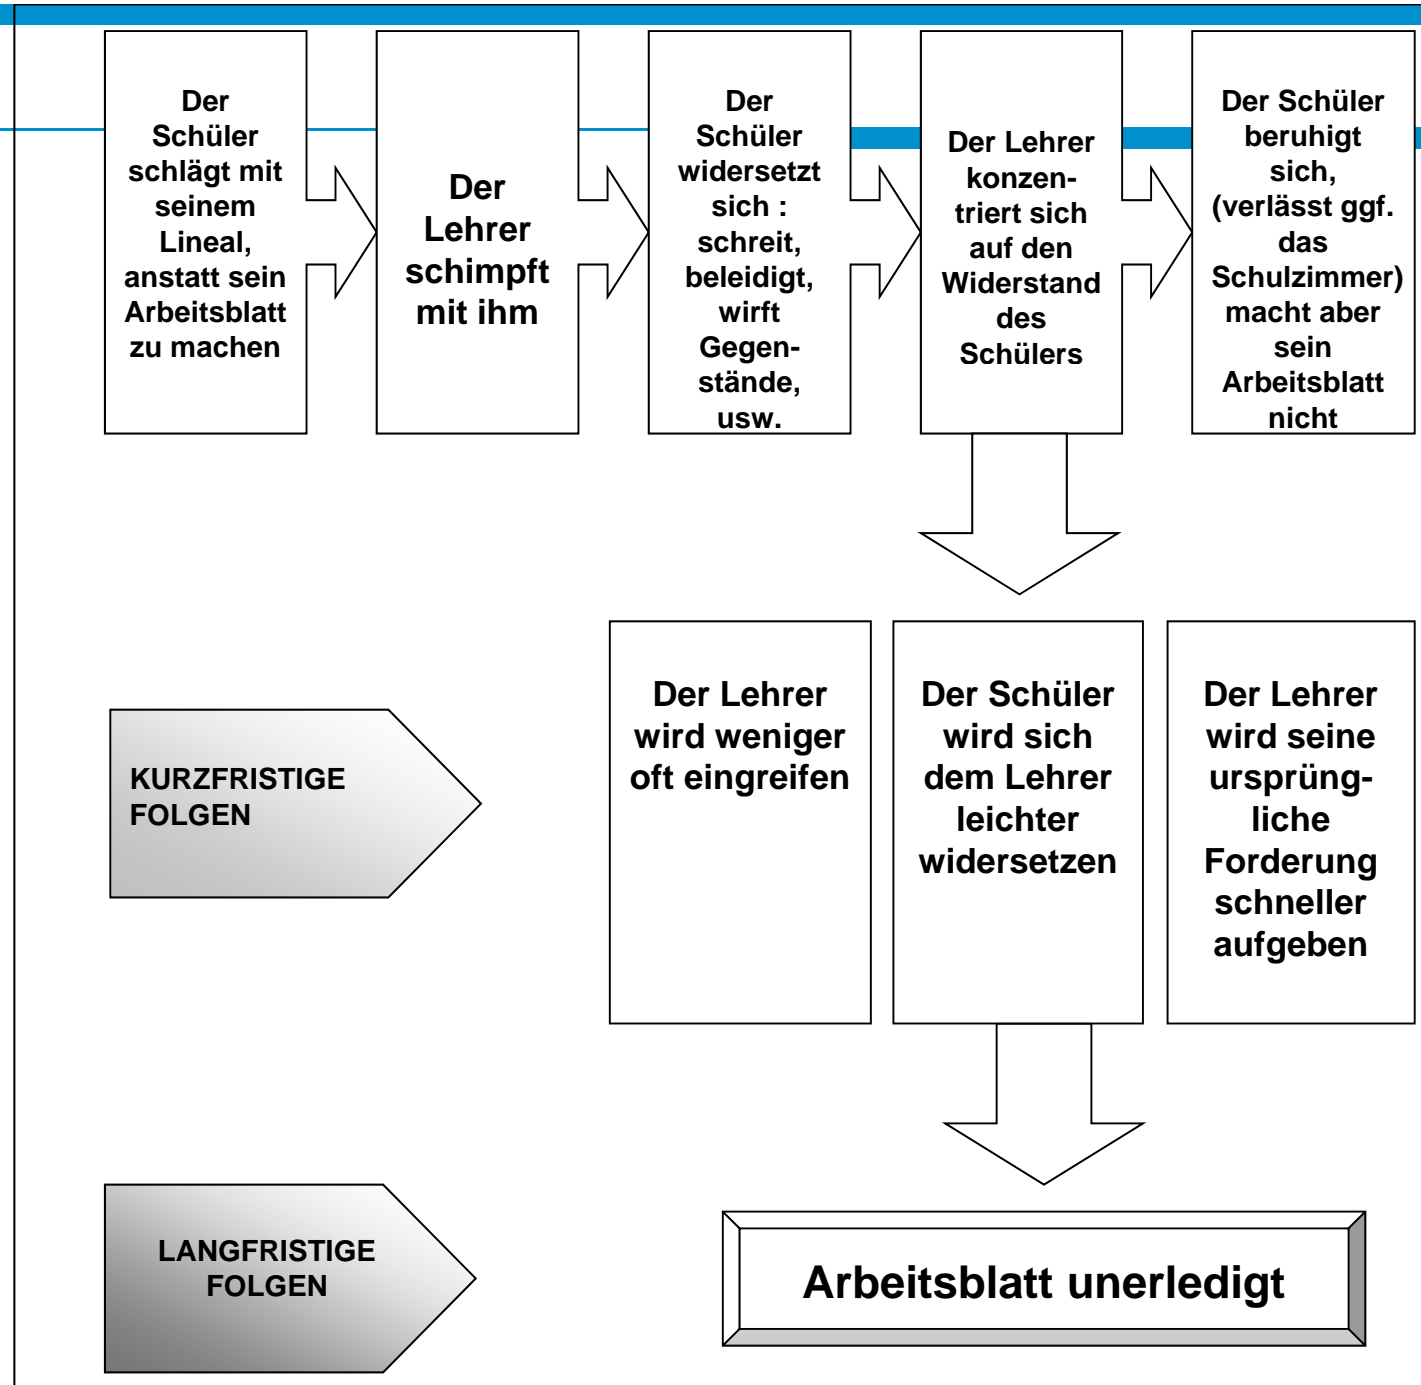 Der
Schüler
schlägt mit
seinem
Lineal,
anstatt sein
Arbeitsblatt
zu machen
Der
Lehrer
schimpft
mit ihm
Der
Schüler
widersetzt
sich :
schreit,
beleidigt,
wirft
Gegen-
stände,
usw.
Der Lehrer
konzen-
triert sich
auf den
Widerstand
des
Schülers
Der Schüler
beruhigt
sich,
(verlässt ggf.
das
Schulzimmer)
macht aber
sein
Arbeitsblatt
nicht
KURZFRISTIGE
FOLGEN
Der Lehrer
wird weniger
oft eingreifen
Der Schüler
wird sich
dem Lehrer
leichter
widersetzen
Der Lehrer
wird seine
ursprüng-
liche
Forderung
schneller
aufgeben
LANGFRISTIGE
FOLGEN
Arbeitsblatt unerledigt